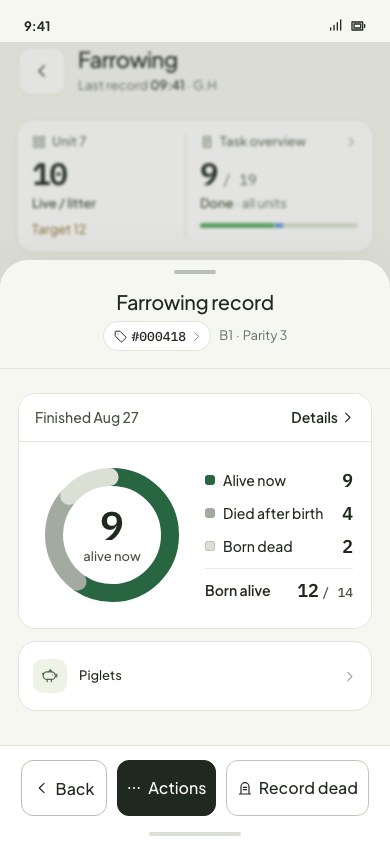 9:41
Farrowing
Last record 09:41 · G.H
Unit 7
Task overview
10
9 / 19
Live / litter
Done · all units
Target 12
Farrowing record
#000418
B1 · Parity 3
Finished Aug 27
Details
9
alive now
Alive now 9
Died after birth 4
Born dead 2
Born alive 12 / 14
Piglets
Back
Actions
Record dead